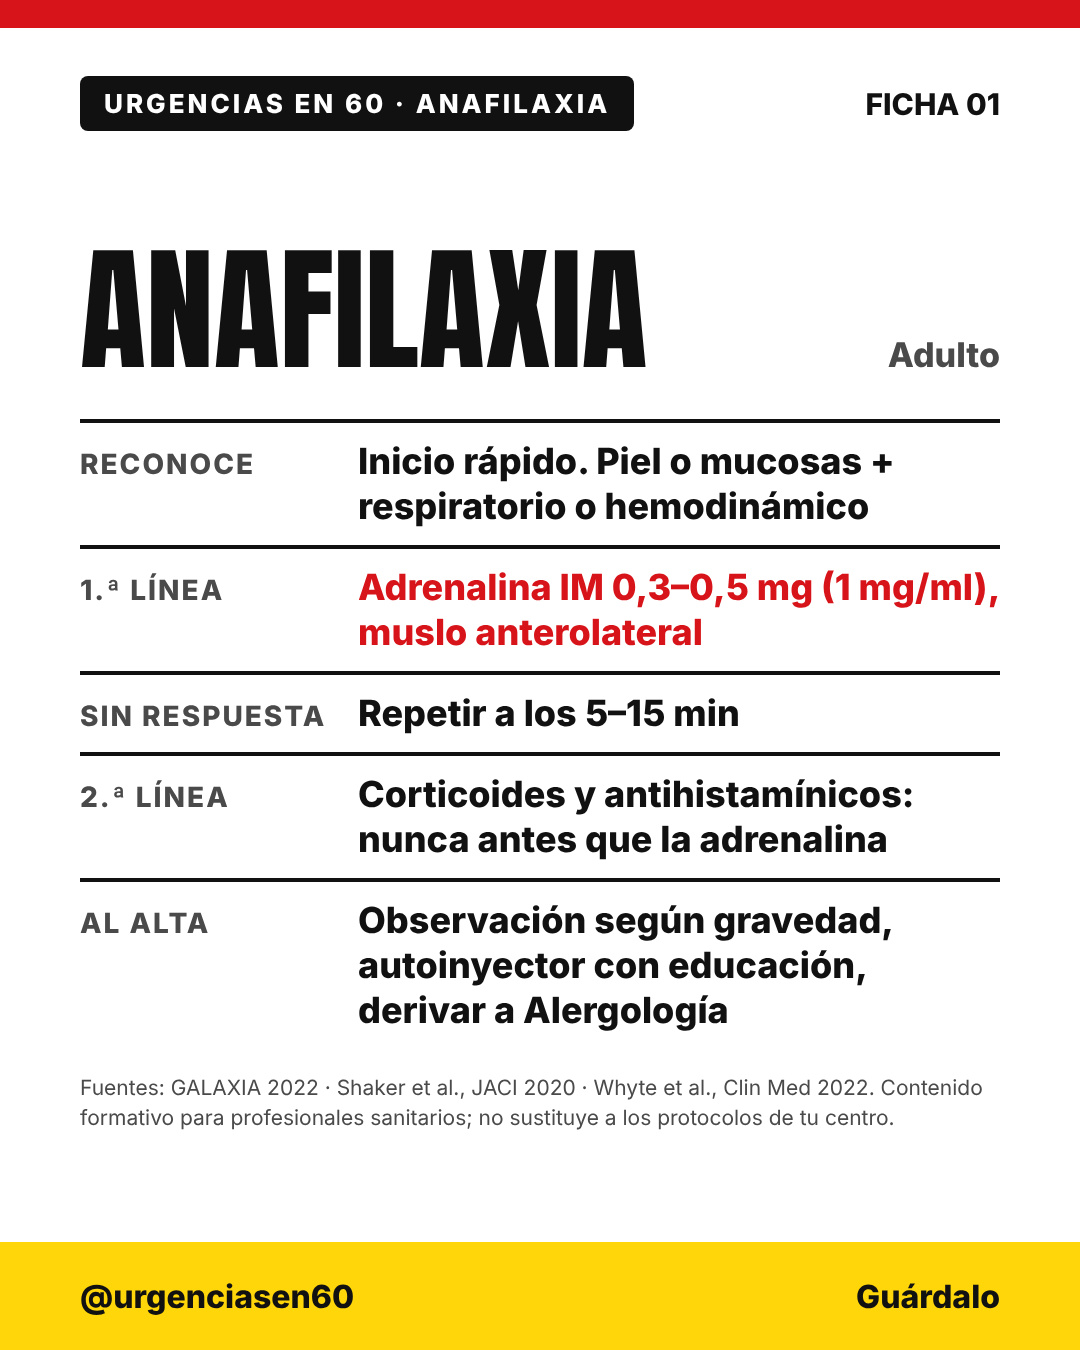 URGENCIAS EN 60 · ANAFILAXIA
FICHA 01
ANAFILAXIA
Adulto
RECONOCE
Inicio rápido. Piel o mucosas +
respiratorio o hemodinámico
1.ª LÍNEA
Adrenalina IM 0,3–0,5 mg (1 mg/ml),
muslo anterolateral
SIN RESPUESTA
Repetir a los 5–15 min
2.ª LÍNEA
Corticoides y antihistamínicos:
nunca antes que la adrenalina
AL ALTA
Observación según gravedad,
autoinyector con educación,
derivar a Alergología
Fuentes: GALAXIA 2022 · Shaker et al., JACI 2020 · Whyte et al., Clin Med 2022. Contenido
formativo para profesionales sanitarios; no sustituye a los protocolos de tu centro.
@urgenciasen60
Guárdalo